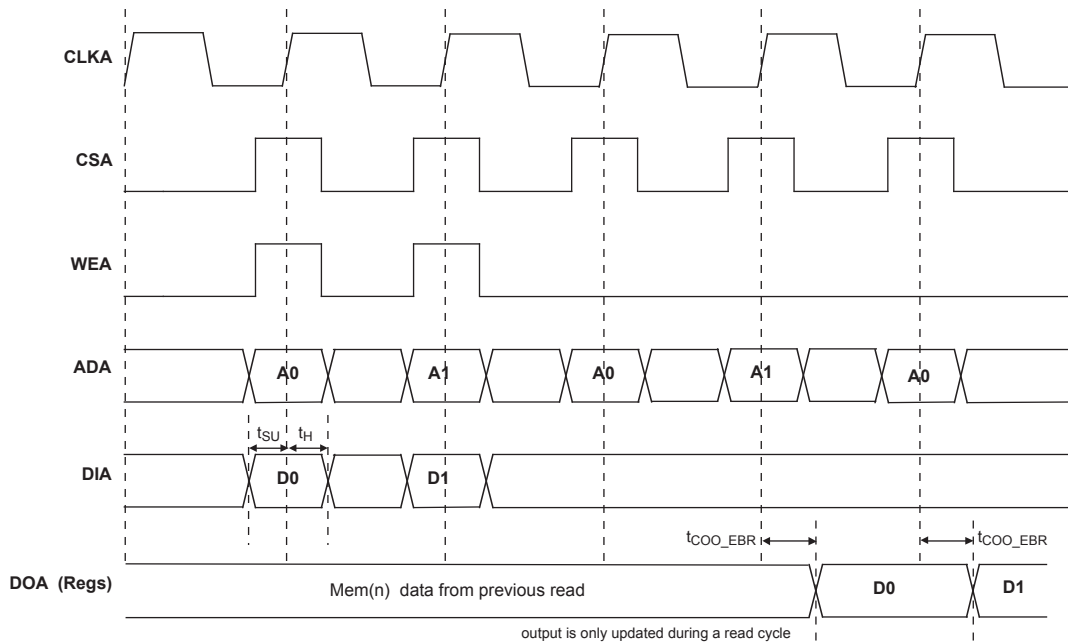 CLKA
CSA
WEA
ADA
A0
A1
A0
A1
A0
tSU
tH
DIA
D0
D1
tCOO_EBR
tCOO_EBR
DOA (Regs)
Mem(n) data from previous read
D0
D1
output is only updated during a read cycle